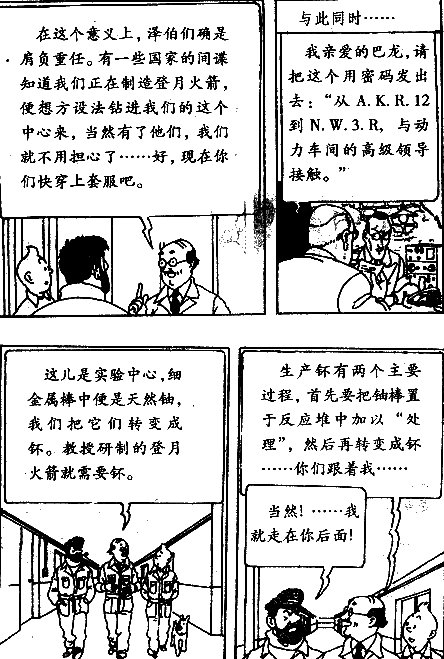 在这个意义上，泽伯们确是
肩负重任。有一些国家的间谍
知道我们正在制造登月火箭，
便想方设法钻进我们的这个
中心来，当然有了他们，我们
就不用担心了……好，现在你
们快穿上套服吧。
与此同时……
我亲爱的巴龙，请
把这个用密码发出
去：“从A.K.R.12
到N.W.3.R，与动
力车间的高级领导
接触。”
这儿是实验中心，细
金属棒中便是天然铀，
我们把它们转变成
钚。教授研制的登月
火箭就需要钚。
生产钚有两个主要
过程，首先要把铀棒置
于反应堆中加以“处
理”，然后再转变成钚
……你们跟着我……
当然！……我
就走在你后面！